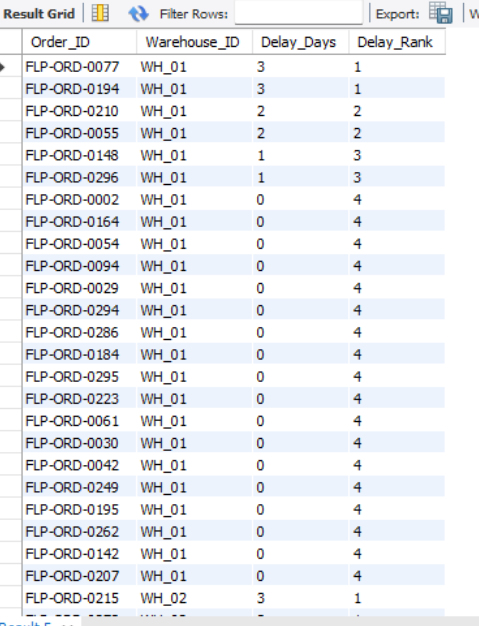 Result Grid Filter Rows: Export: W
Order_ID Warehouse_ID Delay_Days Delay_Rank
FLP-ORD-0077 WH_01 3 1
FLP-ORD-0194 WH_01 3 1
FLP-ORD-0210 WH_01 2 2
FLP-ORD-0055 WH_01 2 2
FLP-ORD-0148 WH_01 1 3
FLP-ORD-0296 WH_01 1 3
FLP-ORD-0002 WH_01 0 4
FLP-ORD-0164 WH_01 0 4
FLP-ORD-0054 WH_01 0 4
FLP-ORD-0094 WH_01 0 4
FLP-ORD-0029 WH_01 0 4
FLP-ORD-0294 WH_01 0 4
FLP-ORD-0286 WH_01 0 4
FLP-ORD-0184 WH_01 0 4
FLP-ORD-0295 WH_01 0 4
FLP-ORD-0223 WH_01 0 4
FLP-ORD-0061 WH_01 0 4
FLP-ORD-0030 WH_01 0 4
FLP-ORD-0042 WH_01 0 4
FLP-ORD-0249 WH_01 0 4
FLP-ORD-0195 WH_01 0 4
FLP-ORD-0262 WH_01 0 4
FLP-ORD-0142 WH_01 0 4
FLP-ORD-0207 WH_01 0 4
FLP-ORD-0215 WH_02 3 1